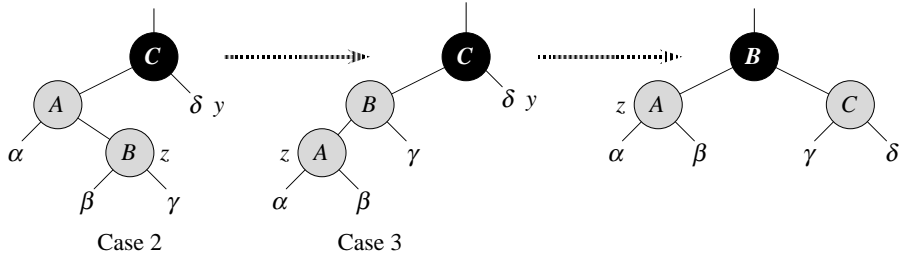 C C B
A δ y B δ y z A C
α B z z A γ α β γ δ
β γ α β
Case 2 Case 3